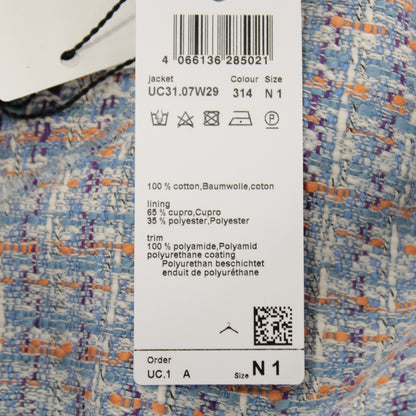 4 066136 285021
jacket Colour Size
UC31.07W29 314 N 1
P
100 % cotton,Baumwolle,coton
lining
65 % cupro,Cupro
35 % polyester,Polyester
trim
100 % polyamide,Polyamid
polyurethane coating
Polyurethan beschichtet
enduit de polyuréthane
Order
UC.1 A Size N 1